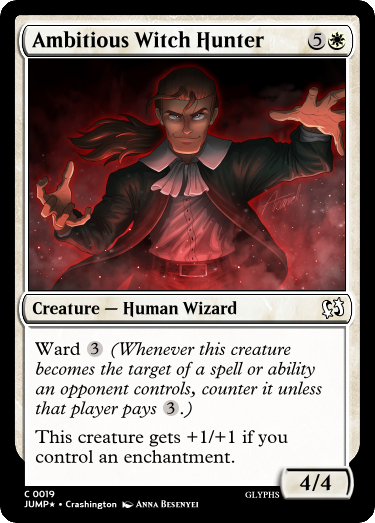 Ambitious Witch Hunter 5
Creature — Human Wizard
Ward 3 (Whenever this creature
becomes the target of a spell or ability
an opponent controls, counter it unless
that player pays 3.)
This creature gets +1/+1 if you
control an enchantment.
4/4
C 0019
JUMP★ • Crashington Anna Besenyei
GLYPHS